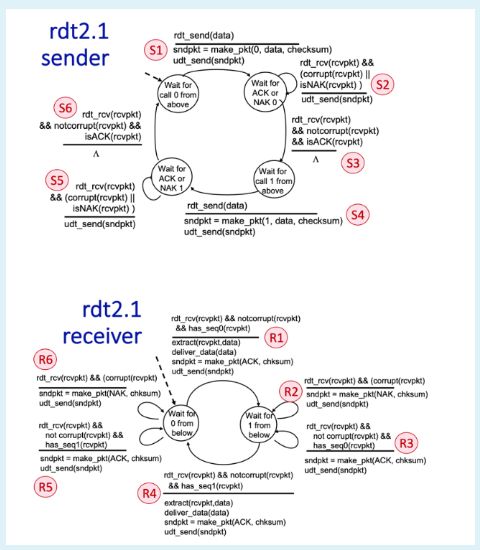 rdt2.1
sender
S1
rdt_send(data)
sndpkt = make_pkt(0, data, checksum)
udt_send(sndpkt)
Wait for
call 0 from
above
Wait for
ACK or
NAK 0
rdt_rcv(rcvpkt) &&
(corrupt(rcvpkt) ||
isNAK(rcvpkt) )
udt_send(sndpkt)
S2
S6
rdt_rcv(rcvpkt)
&& notcorrupt(rcvpkt) &&
isACK(rcvpkt)
Λ
rdt_rcv(rcvpkt)
&& notcorrupt(rcvpkt)
&& isACK(rcvpkt)
Λ
S3
S5
rdt_rcv(rcvpkt)
&& (corrupt(rcvpkt) ||
isNAK(rcvpkt) )
udt_send(sndpkt)
Wait for
ACK or
NAK 1
Wait for
call 1 from
above
rdt_send(data)
sndpkt = make_pkt(1, data, checksum)
udt_send(sndpkt)
S4
rdt2.1
receiver
rdt_rcv(rcvpkt) && notcorrupt(rcvpkt)
&& has_seq0(rcvpkt)
R1
extract(rcvpkt,data)
deliver_data(data)
sndpkt = make_pkt(ACK, chksum)
udt_send(sndpkt)
R6
rdt_rcv(rcvpkt) && (corrupt(rcvpkt)
sndpkt = make_pkt(NAK, chksum)
udt_send(sndpkt)
R2
rdt_rcv(rcvpkt) && (corrupt(rcvpkt)
sndpkt = make_pkt(NAK, chksum)
udt_send(sndpkt)
Wait for
0 from
below
Wait for
1 from
below
rdt_rcv(rcvpkt) &&
not corrupt(rcvpkt) &&
has_seq1(rcvpkt)
sndpkt = make_pkt(ACK, chksum)
udt_send(sndpkt)
R5
rdt_rcv(rcvpkt) &&
not corrupt(rcvpkt) &&
has_seq0(rcvpkt)
R3
sndpkt = make_pkt(ACK, chksum)
udt_send(sndpkt)
R4
rdt_rcv(rcvpkt) && notcorrupt(rcvpkt)
&& has_seq1(rcvpkt)
extract(rcvpkt,data)
deliver_data(data)
sndpkt = make_pkt(ACK, chksum)
udt_send(sndpkt)